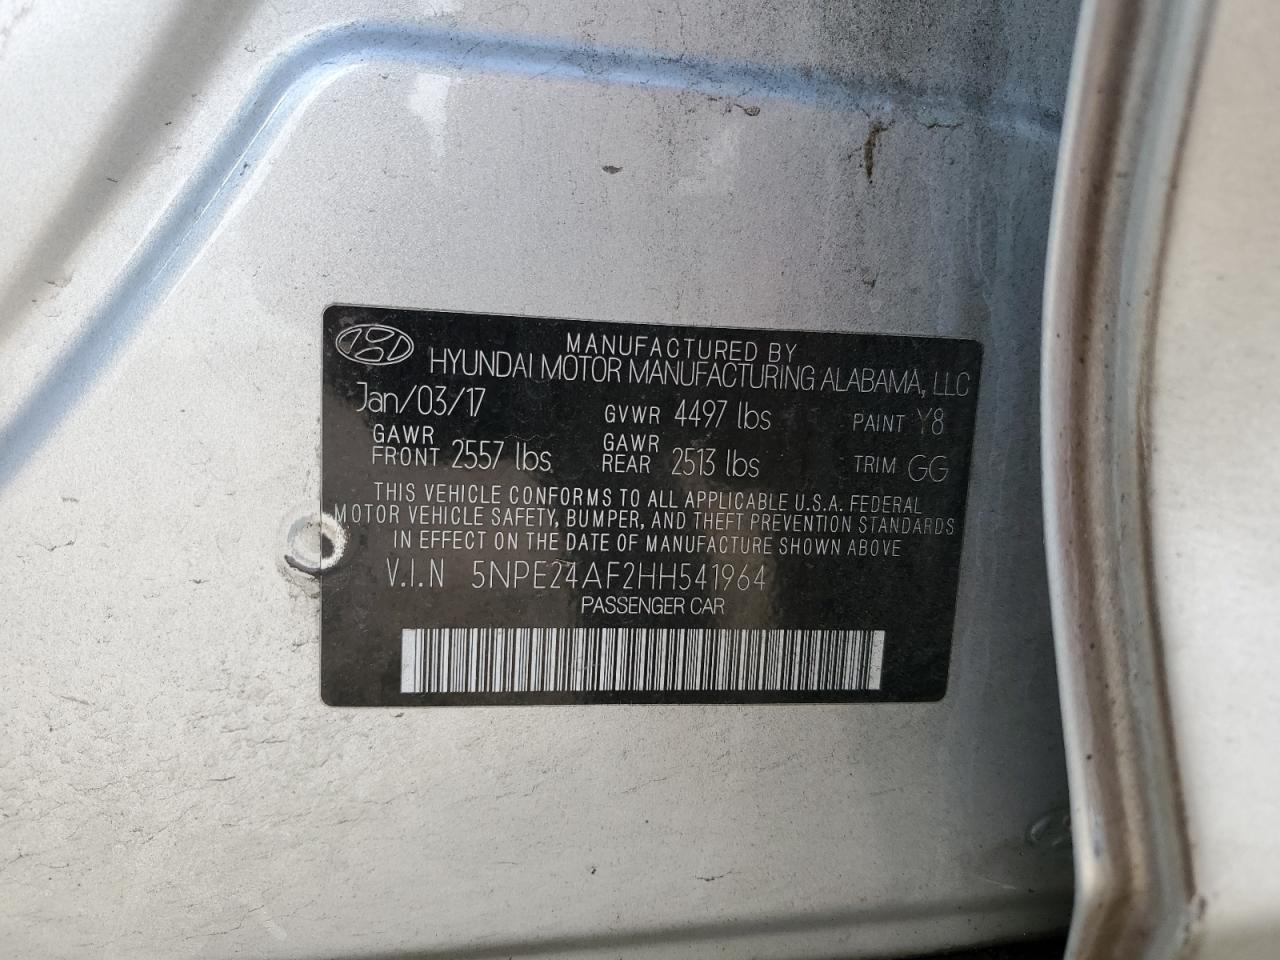 MANUFACTURED BY
HYUNDAI MOTOR MANUFACTURING ALABAMA, LLC
Jan/03/17 GVWR 4497 lbs PAINT Y8
GAWR FRONT 2557 lbs GAWR REAR 2513 lbs TRIM GG
THIS VEHICLE CONFORMS TO ALL APPLICABLE U.S.A. FEDERAL
MOTOR VEHICLE SAFETY, BUMPER, AND THEFT PREVENTION STANDARDS
IN EFFECT ON THE DATE OF MANUFACTURE SHOWN ABOVE
V.I.N 5NPE24AF2HH541964
PASSENGER CAR